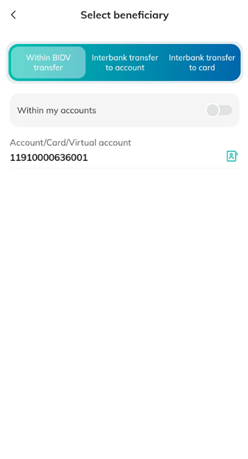 Select beneficiary
Within BIDV
transfer
Interbank transfer
to account
Interbank transfer
to card
Within my accounts
Account/Card/Virtual account
11910000636001